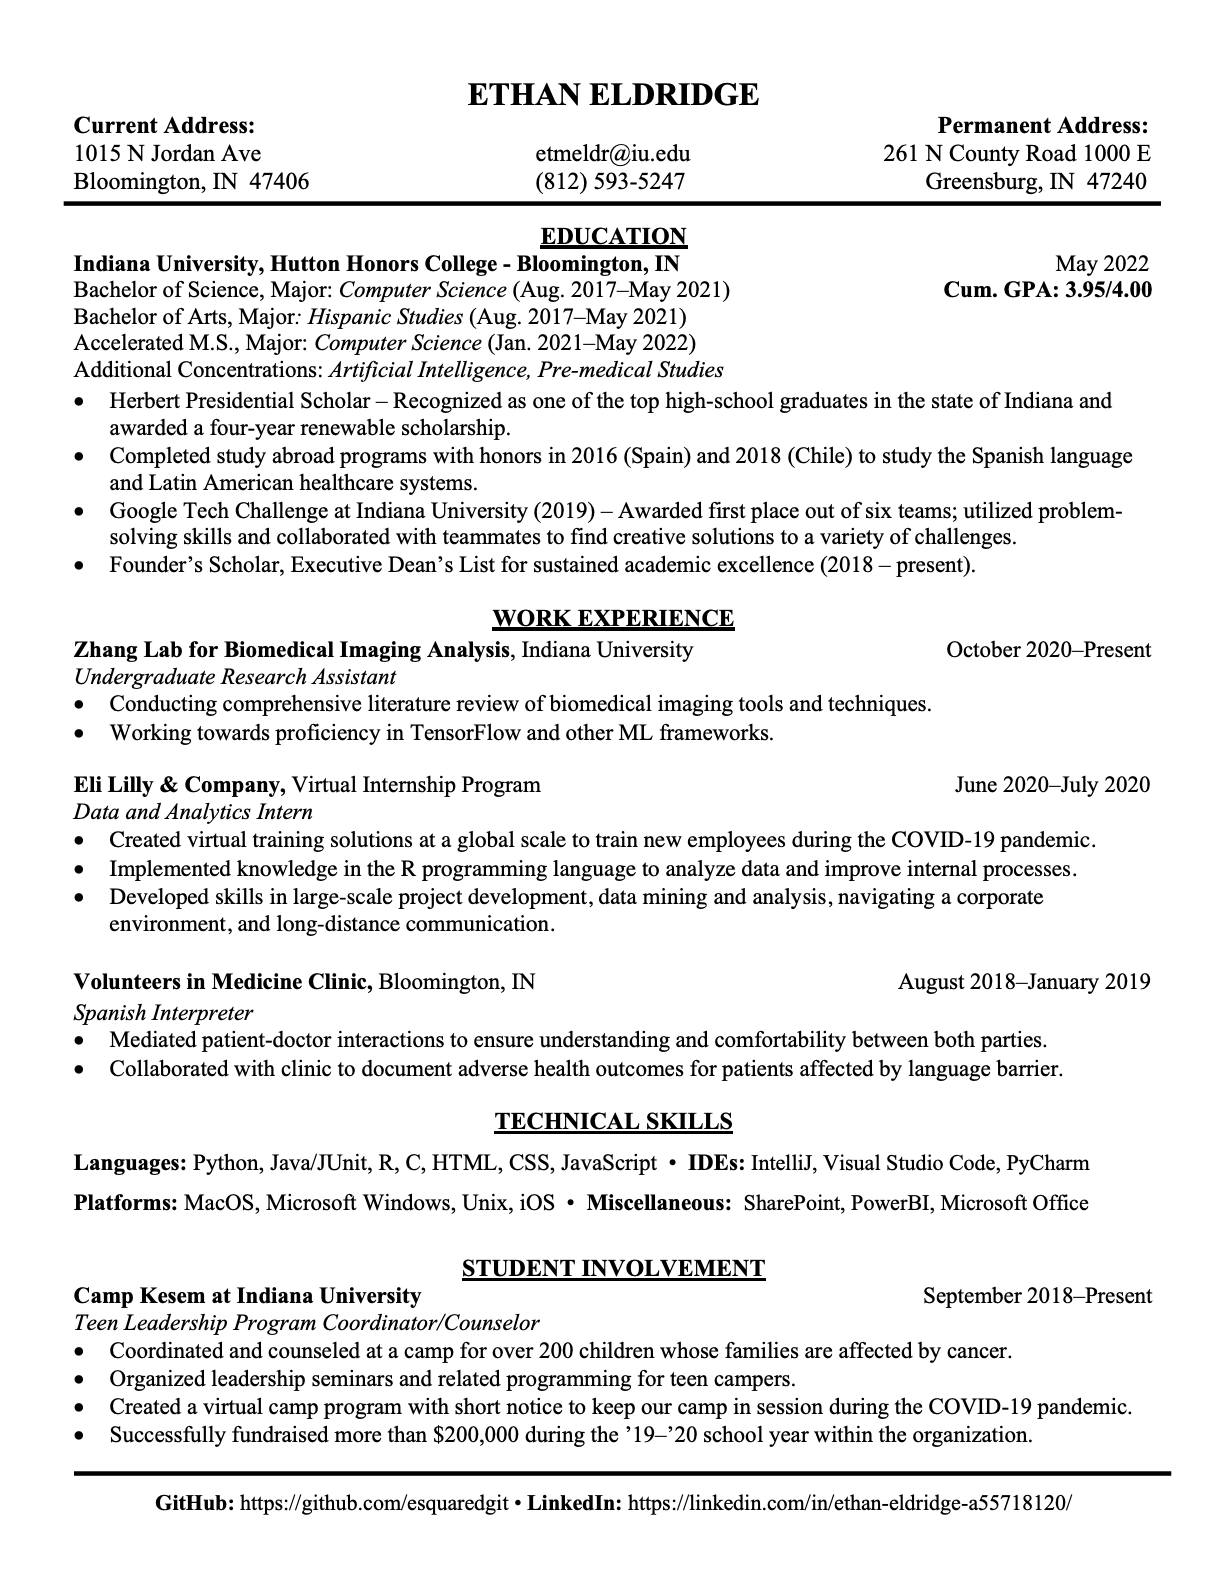 ETHAN ELDRIDGE
Current Address: Permanent Address:
1015 N Jordan Ave etmeldr@iu.edu 261 N County Road 1000 E
Bloomington, IN 47406 (812) 593-5247 Greensburg, IN 47240
EDUCATION
Indiana University, Hutton Honors College - Bloomington, IN May 2022
Bachelor of Science, Major: Computer Science (Aug. 2017–May 2021) Cum. GPA: 3.95/4.00
Bachelor of Arts, Major: Hispanic Studies (Aug. 2017–May 2021)
Accelerated M.S., Major: Computer Science (Jan. 2021–May 2022)
Additional Concentrations: Artificial Intelligence, Pre-medical Studies
• Herbert Presidential Scholar – Recognized as one of the top high-school graduates in the state of Indiana and
awarded a four-year renewable scholarship.
• Completed study abroad programs with honors in 2016 (Spain) and 2018 (Chile) to study the Spanish language
and Latin American healthcare systems.
• Google Tech Challenge at Indiana University (2019) – Awarded first place out of six teams; utilized problem-
solving skills and collaborated with teammates to find creative solutions to a variety of challenges.
• Founder’s Scholar, Executive Dean’s List for sustained academic excellence (2018 – present).
WORK EXPERIENCE
Zhang Lab for Biomedical Imaging Analysis, Indiana University October 2020–Present
Undergraduate Research Assistant
• Conducting comprehensive literature review of biomedical imaging tools and techniques.
• Working towards proficiency in TensorFlow and other ML frameworks.
Eli Lilly & Company, Virtual Internship Program June 2020–July 2020
Data and Analytics Intern
• Created virtual training solutions at a global scale to train new employees during the COVID-19 pandemic.
• Implemented knowledge in the R programming language to analyze data and improve internal processes.
• Developed skills in large-scale project development, data mining and analysis, navigating a corporate
environment, and long-distance communication.
Volunteers in Medicine Clinic, Bloomington, IN August 2018–January 2019
Spanish Interpreter
• Mediated patient-doctor interactions to ensure understanding and comfortability between both parties.
• Collaborated with clinic to document adverse health outcomes for patients affected by language barrier.
TECHNICAL SKILLS
Languages: Python, Java/JUnit, R, C, HTML, CSS, JavaScript • IDEs: IntelliJ, Visual Studio Code, PyCharm
Platforms: MacOS, Microsoft Windows, Unix, iOS • Miscellaneous: SharePoint, PowerBI, Microsoft Office
STUDENT INVOLVEMENT
Camp Kesem at Indiana University September 2018–Present
Teen Leadership Program Coordinator/Counselor
• Coordinated and counseled at a camp for over 200 children whose families are affected by cancer.
• Organized leadership seminars and related programming for teen campers.
• Created a virtual camp program with short notice to keep our camp in session during the COVID-19 pandemic.
• Successfully fundraised more than $200,000 during the ’19–’20 school year within the organization.
GitHub: https://github.com/esquaredgit • LinkedIn: https://linkedin.com/in/ethan-eldridge-a55718120/